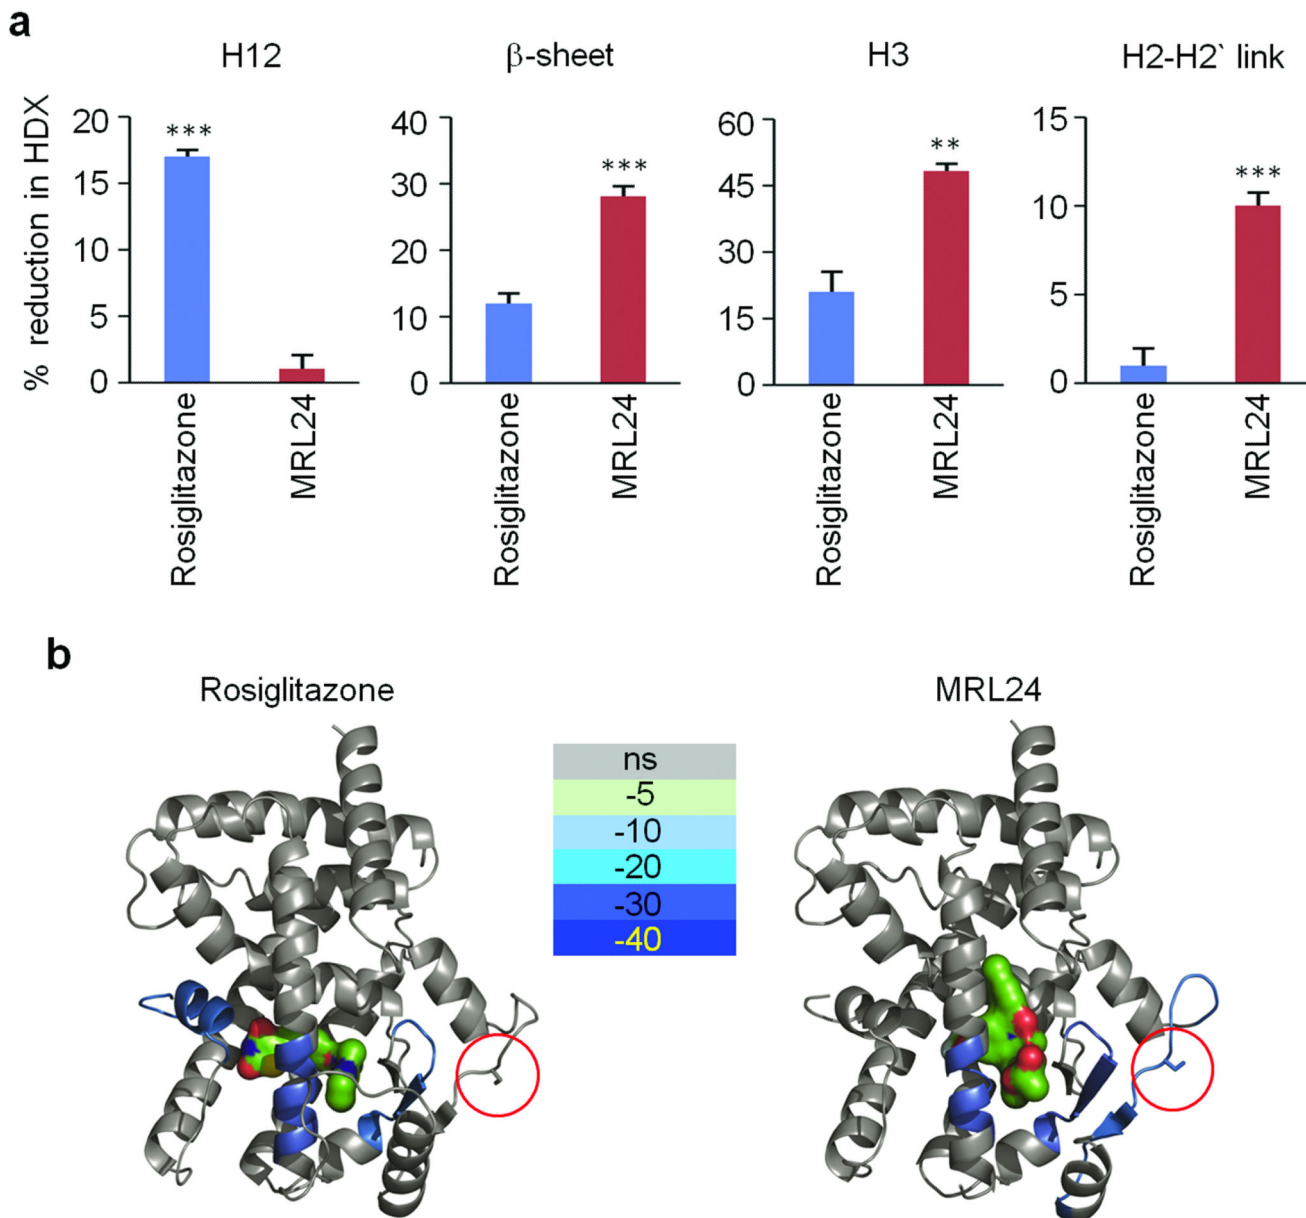 a
H12
β-sheet
H3
H2-H2` link
% reduction in HDX
20
15
10
5
0
***
Rosiglitazone
MRL24
40
30
20
10
0
***
Rosiglitazone
MRL24
60
45
30
15
0
**
Rosiglitazone
MRL24
15
10
5
0
***
Rosiglitazone
MRL24
b
Rosiglitazone
MRL24
ns
-5
-10
-20
-30
-40